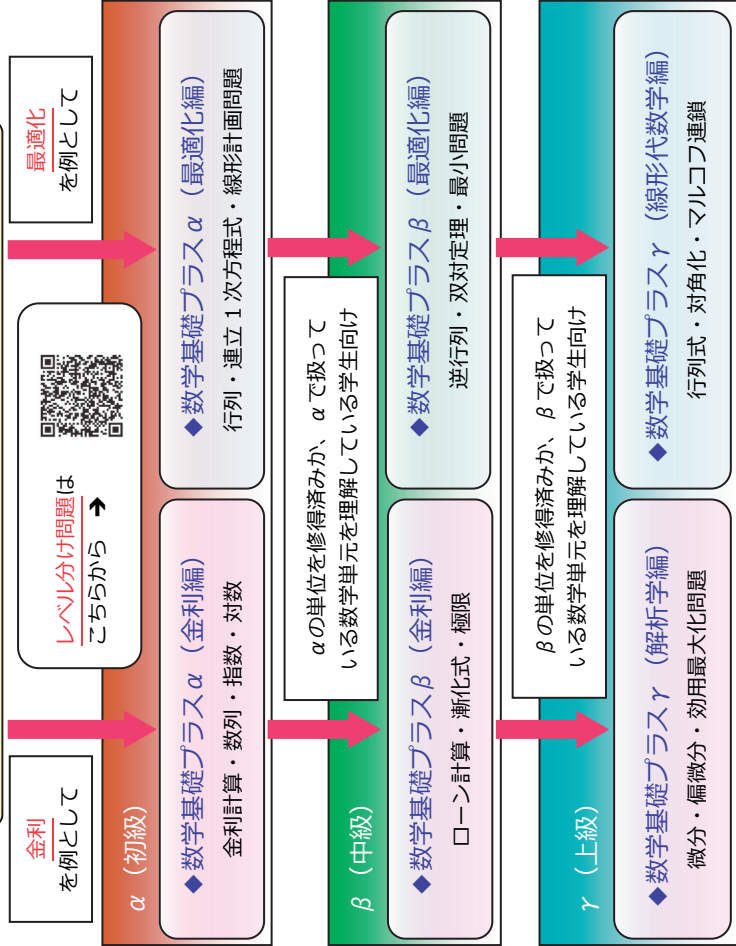 金利
を例として
最適化
を例として
レベル分け問題は
こちらから ➔
α（初級）
◆数学基礎プラスα（金利編）
金利計算・数列・指数・対数
◆数学基礎プラスα（最適化編）
行列・連立1次方程式・線形計画問題
αの単位を修得済みか、αで扱って
いる数学単元を理解している学生向け
β（中級）
◆数学基礎プラスβ（金利編）
ローン計算・漸化式・極限
◆数学基礎プラスβ（最適化編）
逆行列・双対定理・最小問題
βの単位を修得済みか、βで扱って
いる数学単元を理解している学生向け
γ（上級）
◆数学基礎プラスγ（解析学編）
微分・偏微分・効用最大化問題
◆数学基礎プラスγ（線形代数学編）
行列式・対角化・マルコフ連鎖